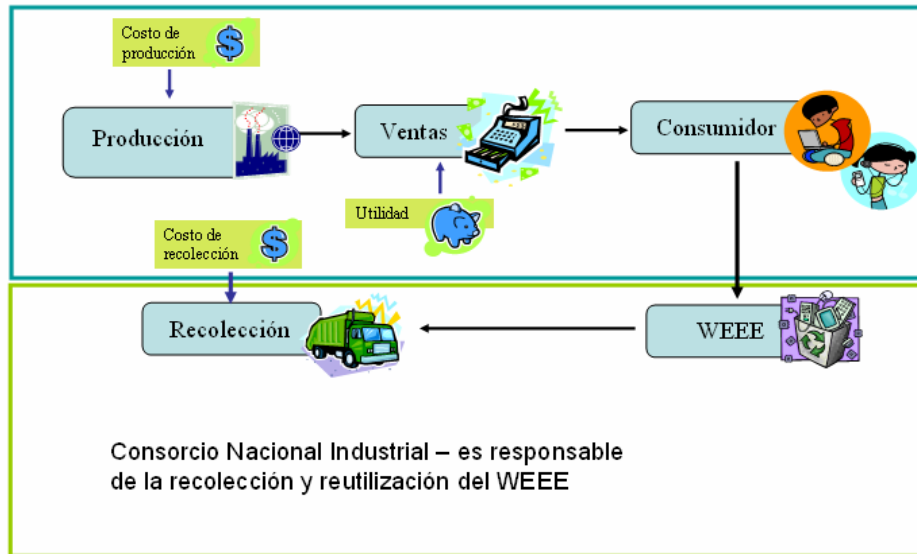 Costo de
producción
Producción
Ventas
Consumidor
Utilidad
Costo de
recolección
Recolección
WEEE
Consorcio Nacional Industrial – es responsable
de la recolección y reutilización del WEEE